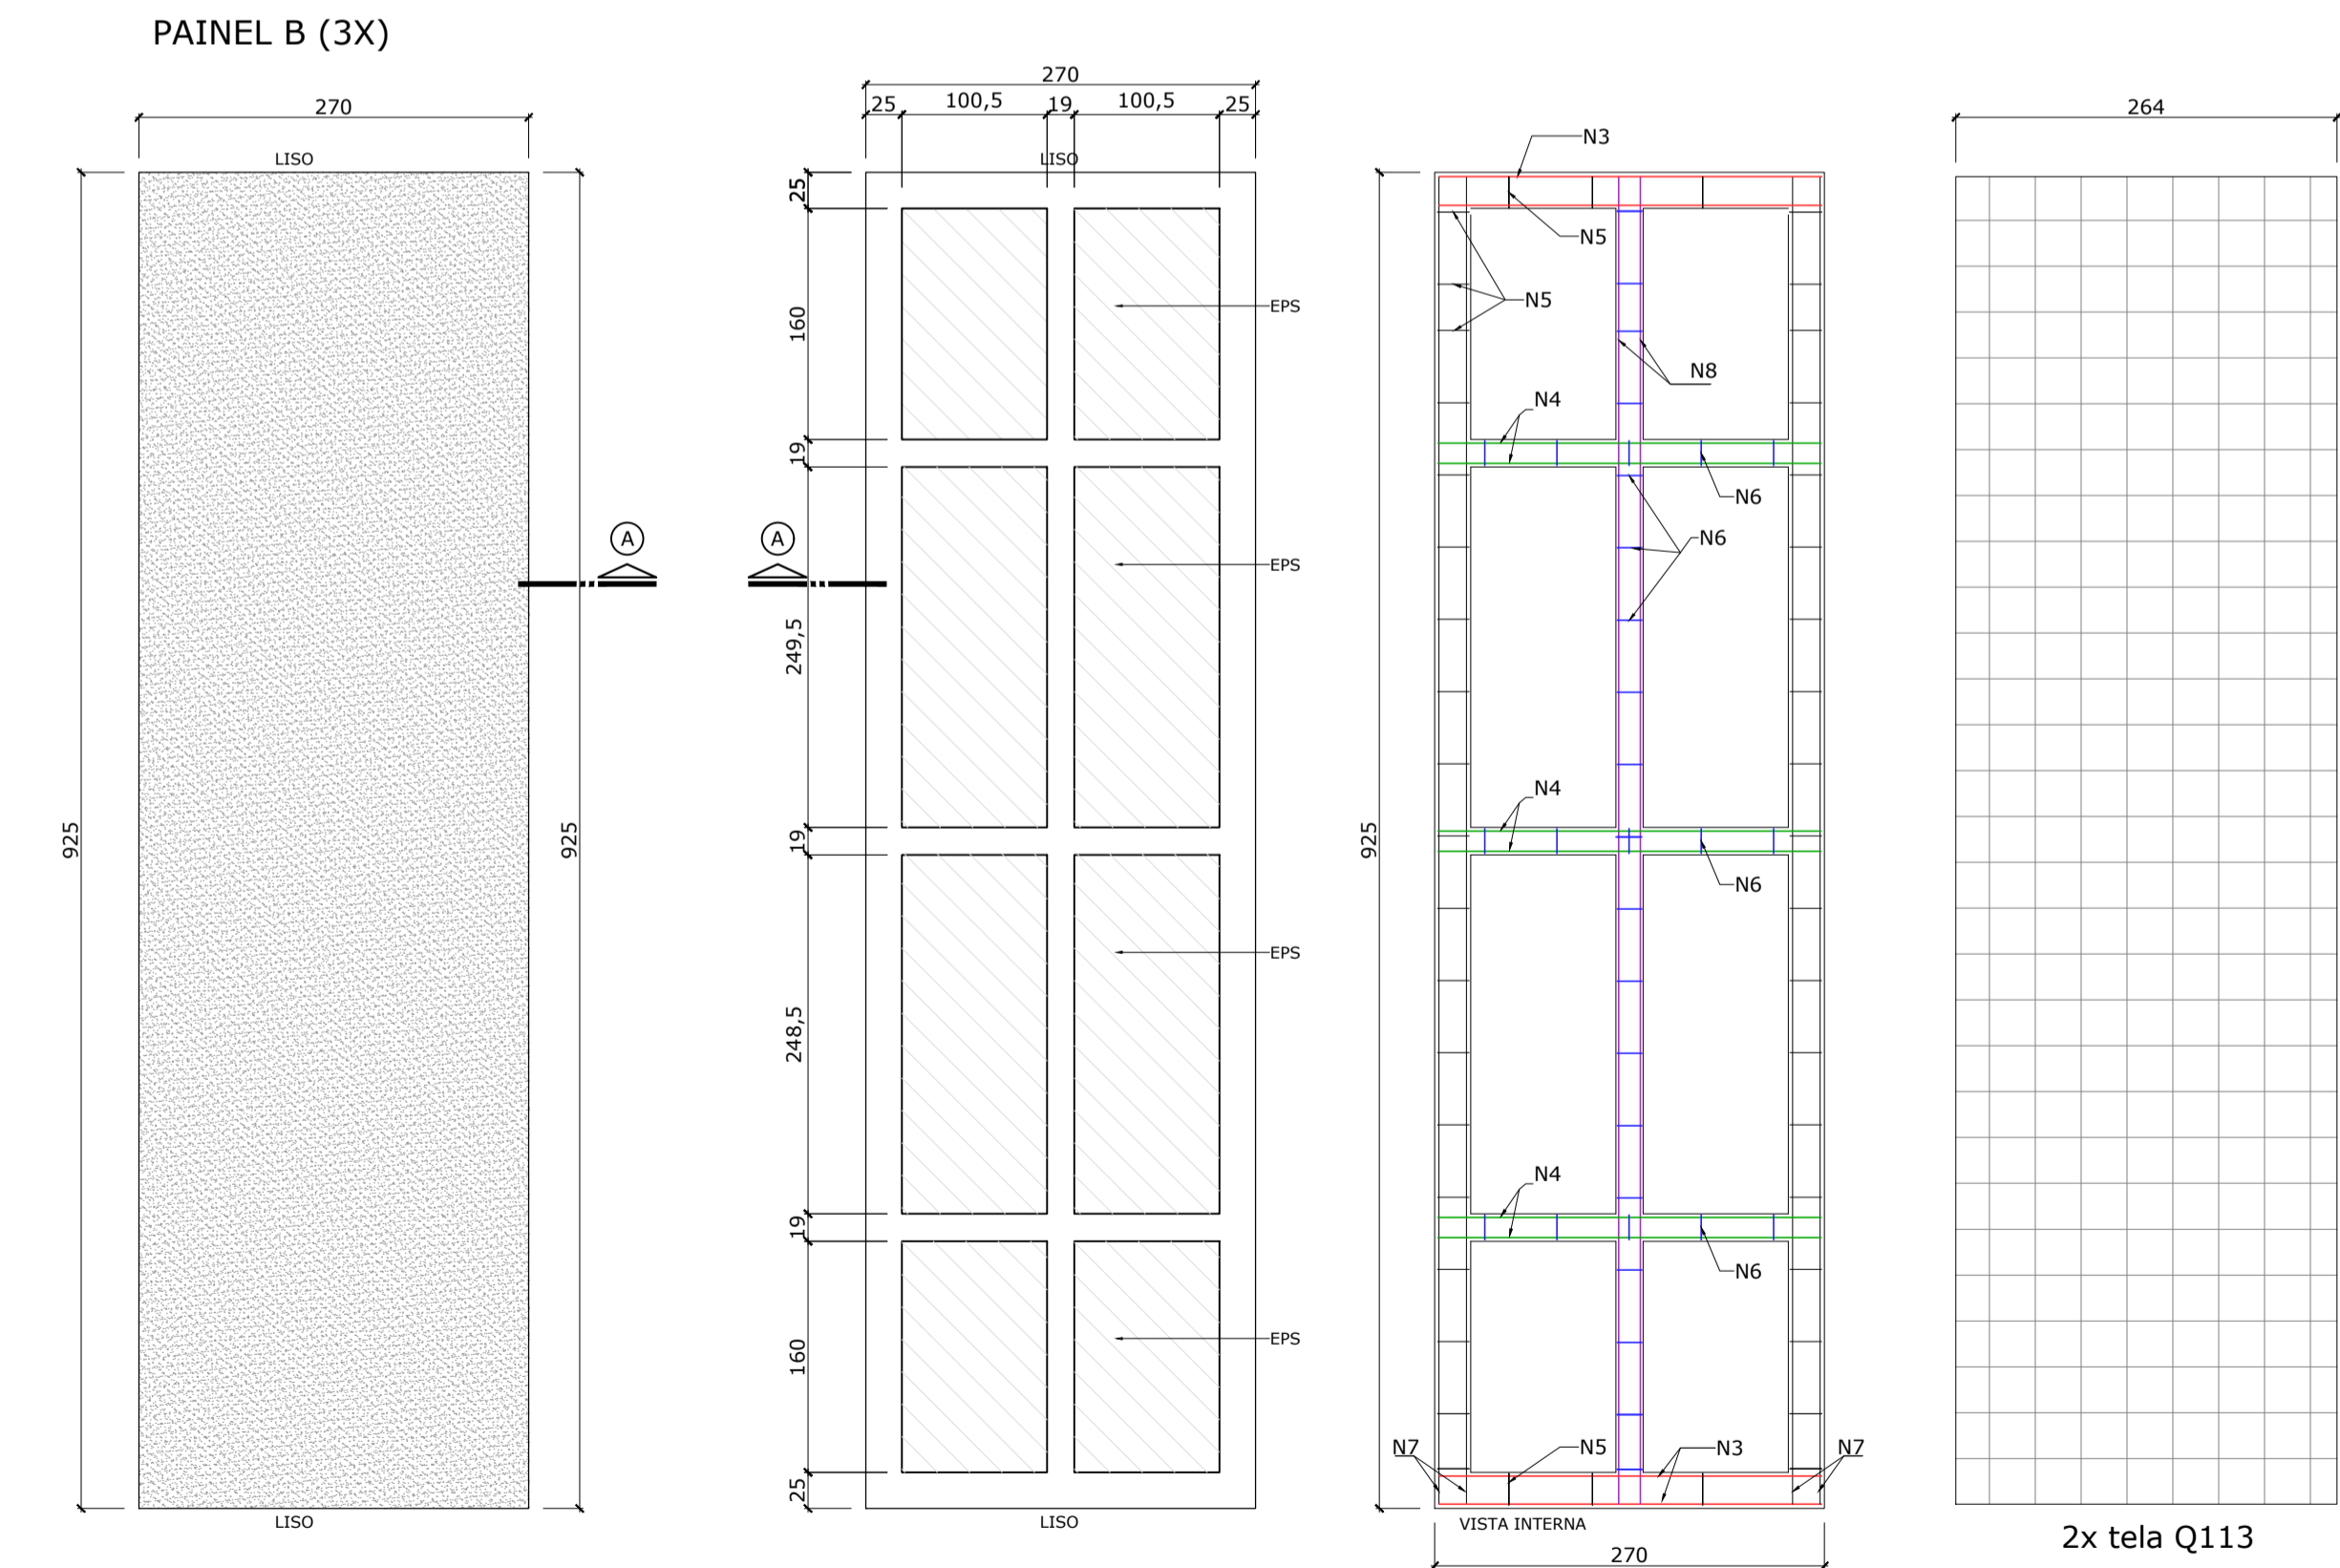 PAINEL B (3X)
270
LISO
925
925
LISO
A
A
270
25
100,5
19
100,5
25
LISO
25
160
19
249,5
19
248,5
19
160
25
EPS
EPS
EPS
EPS
LISO
N3
N5
N5
N8
N4
N6
N6
N4
N6
N4
N6
925
N7
N5
N3
N7
VISTA INTERNA
270
264
2x tela Q113